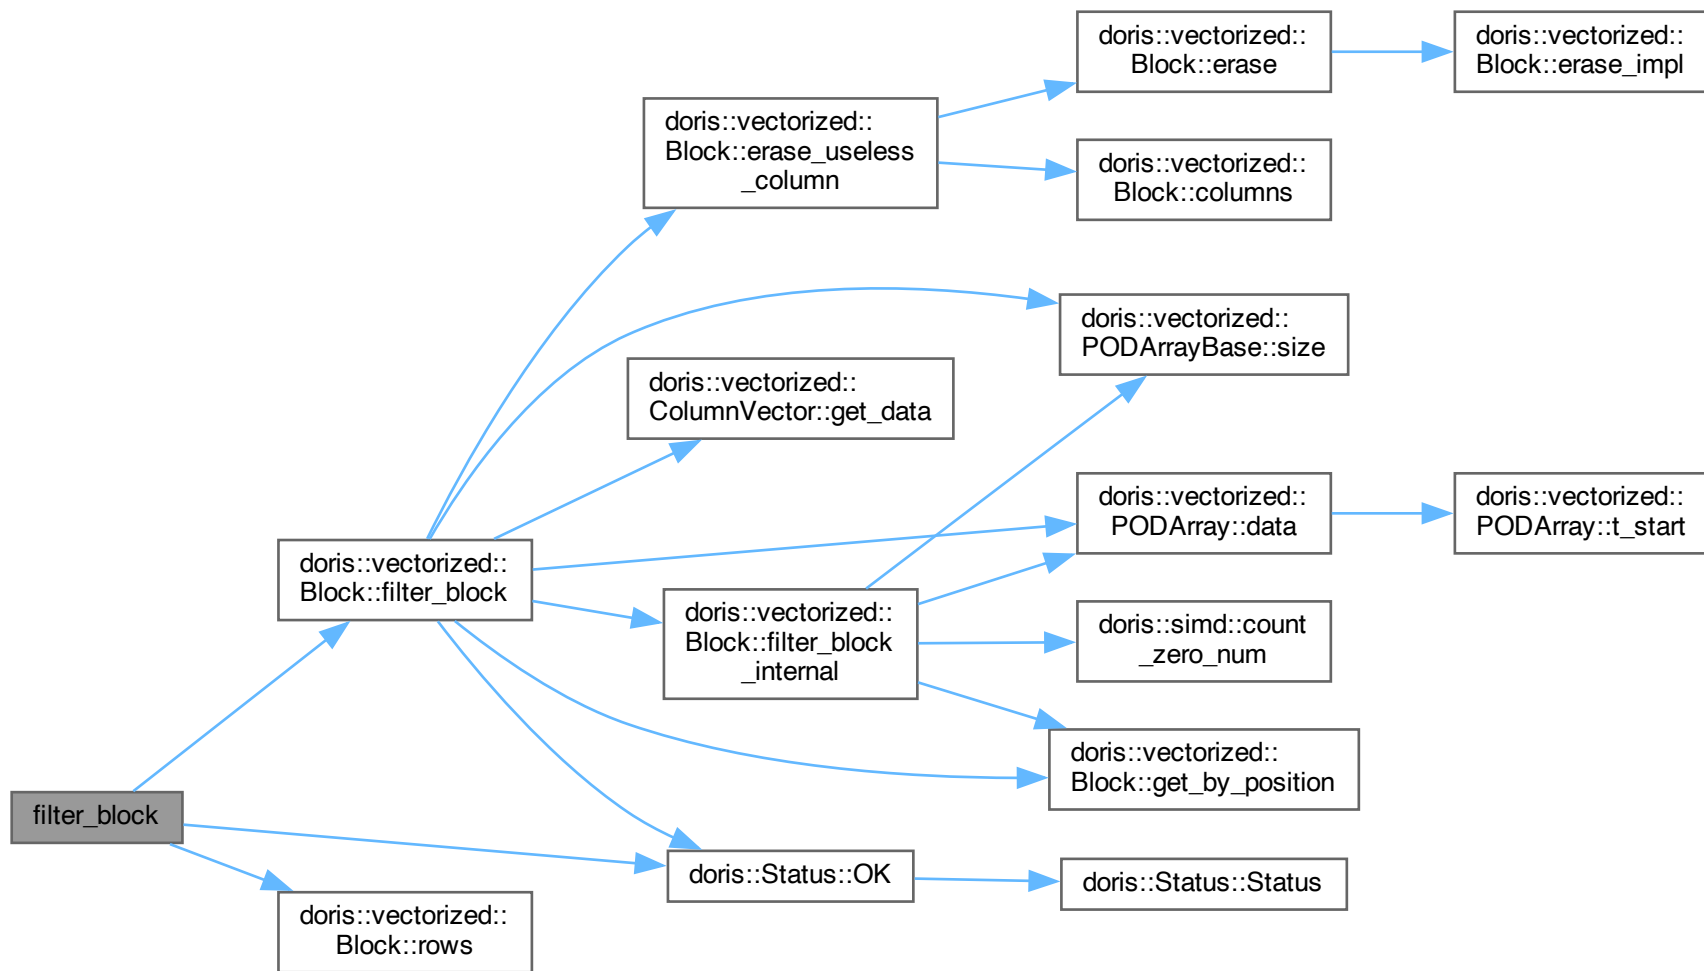 doris::vectorized::
Block::erase
doris::vectorized::
Block::erase_impl
doris::vectorized::
Block::erase_useless
_column
doris::vectorized::
Block::columns
doris::vectorized::
PODArrayBase::size
doris::vectorized::
ColumnVector::get_data
doris::vectorized::
PODArray::data
doris::vectorized::
PODArray::t_start
doris::vectorized::
Block::filter_block
doris::vectorized::
Block::filter_block
_internal
doris::simd::count
_zero_num
doris::vectorized::
Block::get_by_position
filter_block
doris::Status::OK
doris::Status::Status
doris::vectorized::
Block::rows